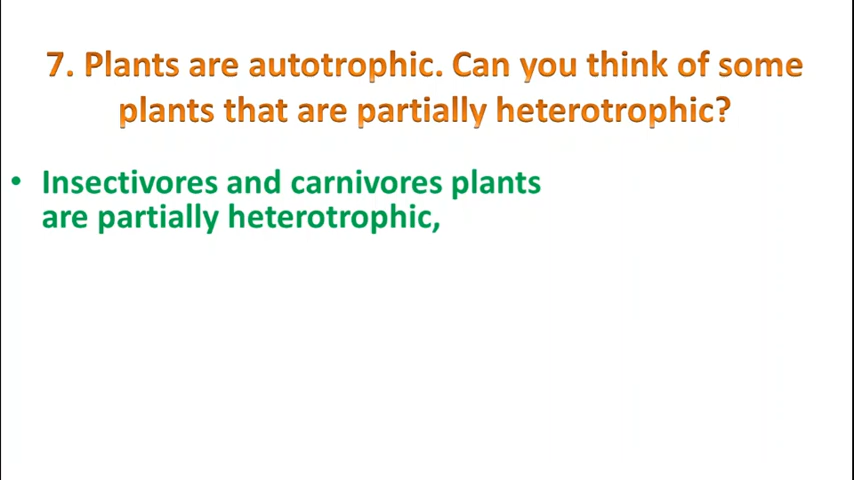 7. Plants are autotrophic. Can you think of some
plants that are partially heterotrophic?
• Insectivores and carnivores plants
are partially heterotrophic,